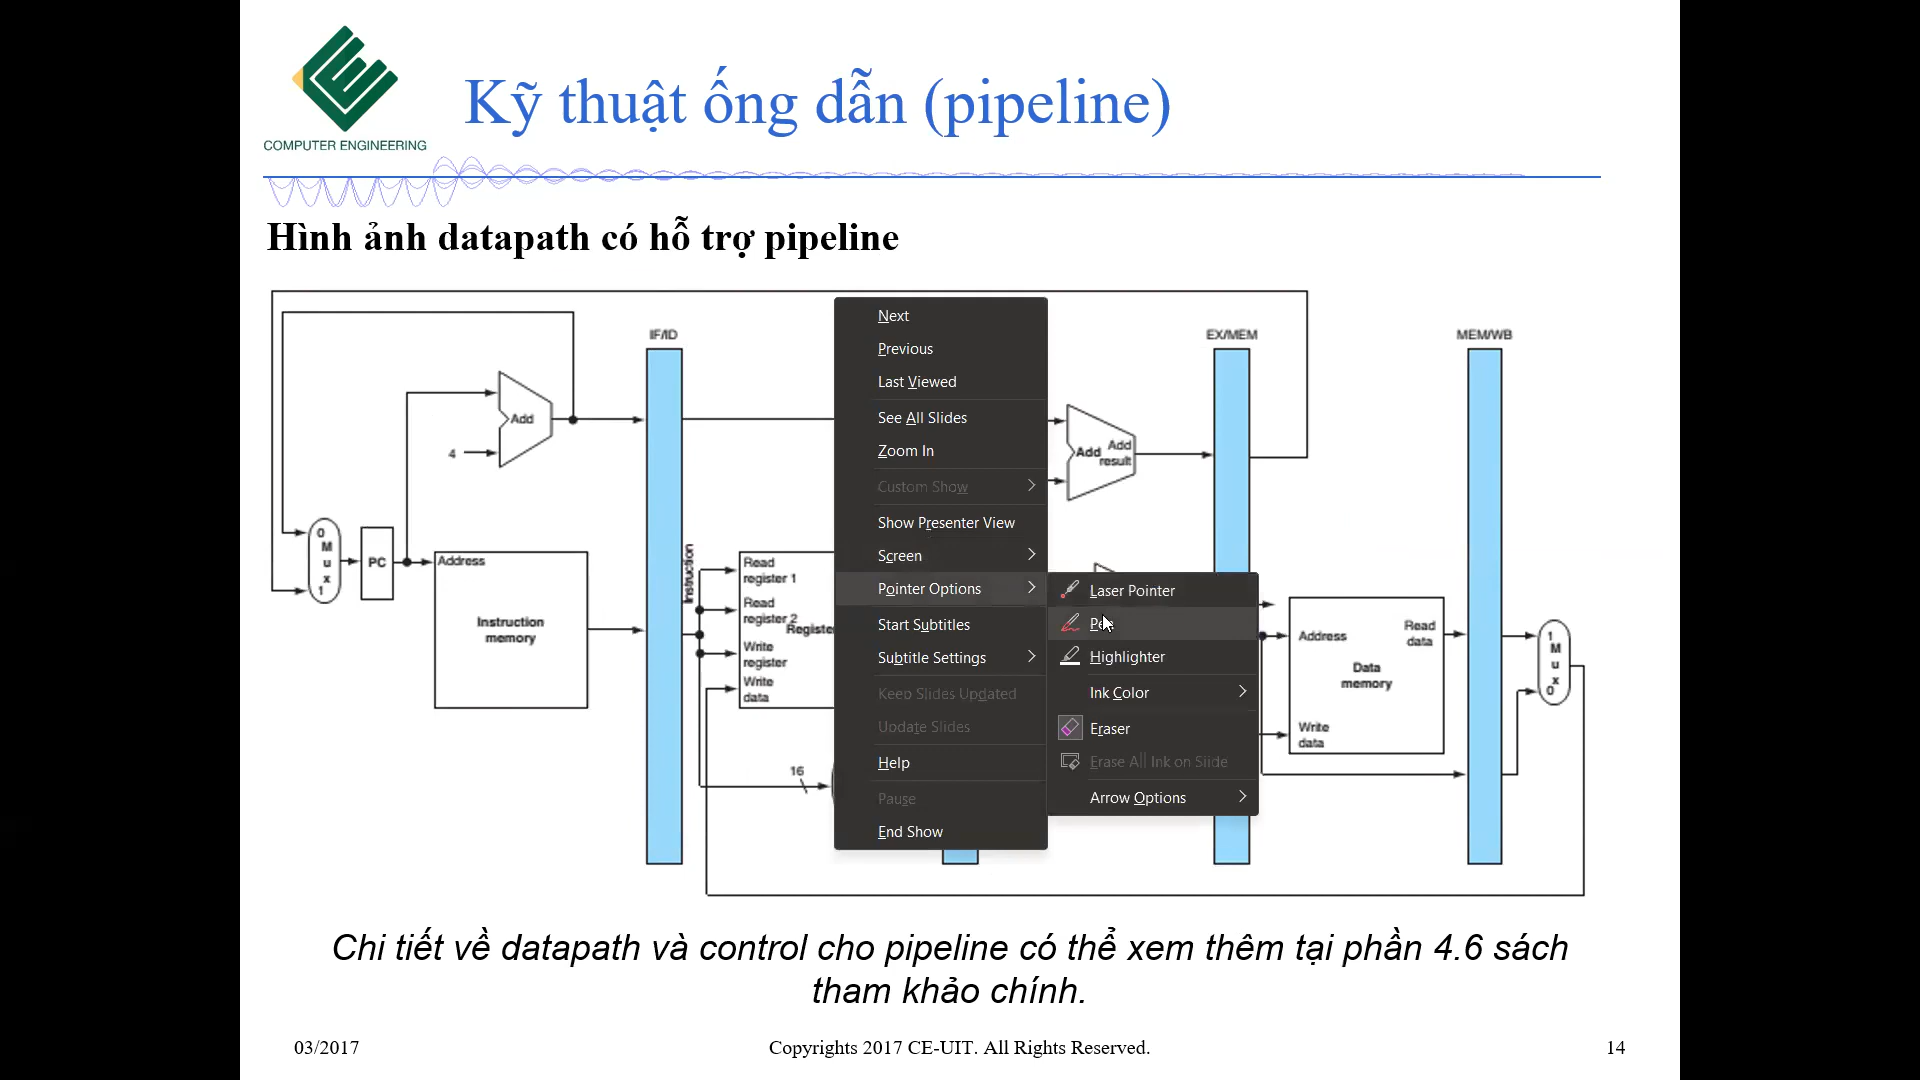 COMPUTER ENGINEERING
Kỹ thuật ống dẫn (pipeline)
Hình ảnh datapath có hỗ trợ pipeline
IF/ID
EX/MEM
MEM/WB
Add
4
Add
Add
result
0
M
u
x
1
PC
Address
Instruction
memory
Instruction
Read
register 1
Read
register 2
Write
register
Write
data
16
Next
Previous
Last Viewed
See All Slides
Zoom In
Custom Show
Show Presenter View
Screen
Pointer Options
Start Subtitles
Subtitle Settings
Keep Slides Updated
Update Slides
Help
Pause
End Show
Laser Pointer
Highlighter
Ink Color
Eraser
Erase All Ink on Slide
Arrow Options
Address
Read
data
Data
memory
Write
data
1
M
u
x
0
Chi tiết về datapath và control cho pipeline có thể xem thêm tại phần 4.6 sách
tham khảo chính.
03/2017
Copyrights 2017 CE-UIT. All Rights Reserved.
14